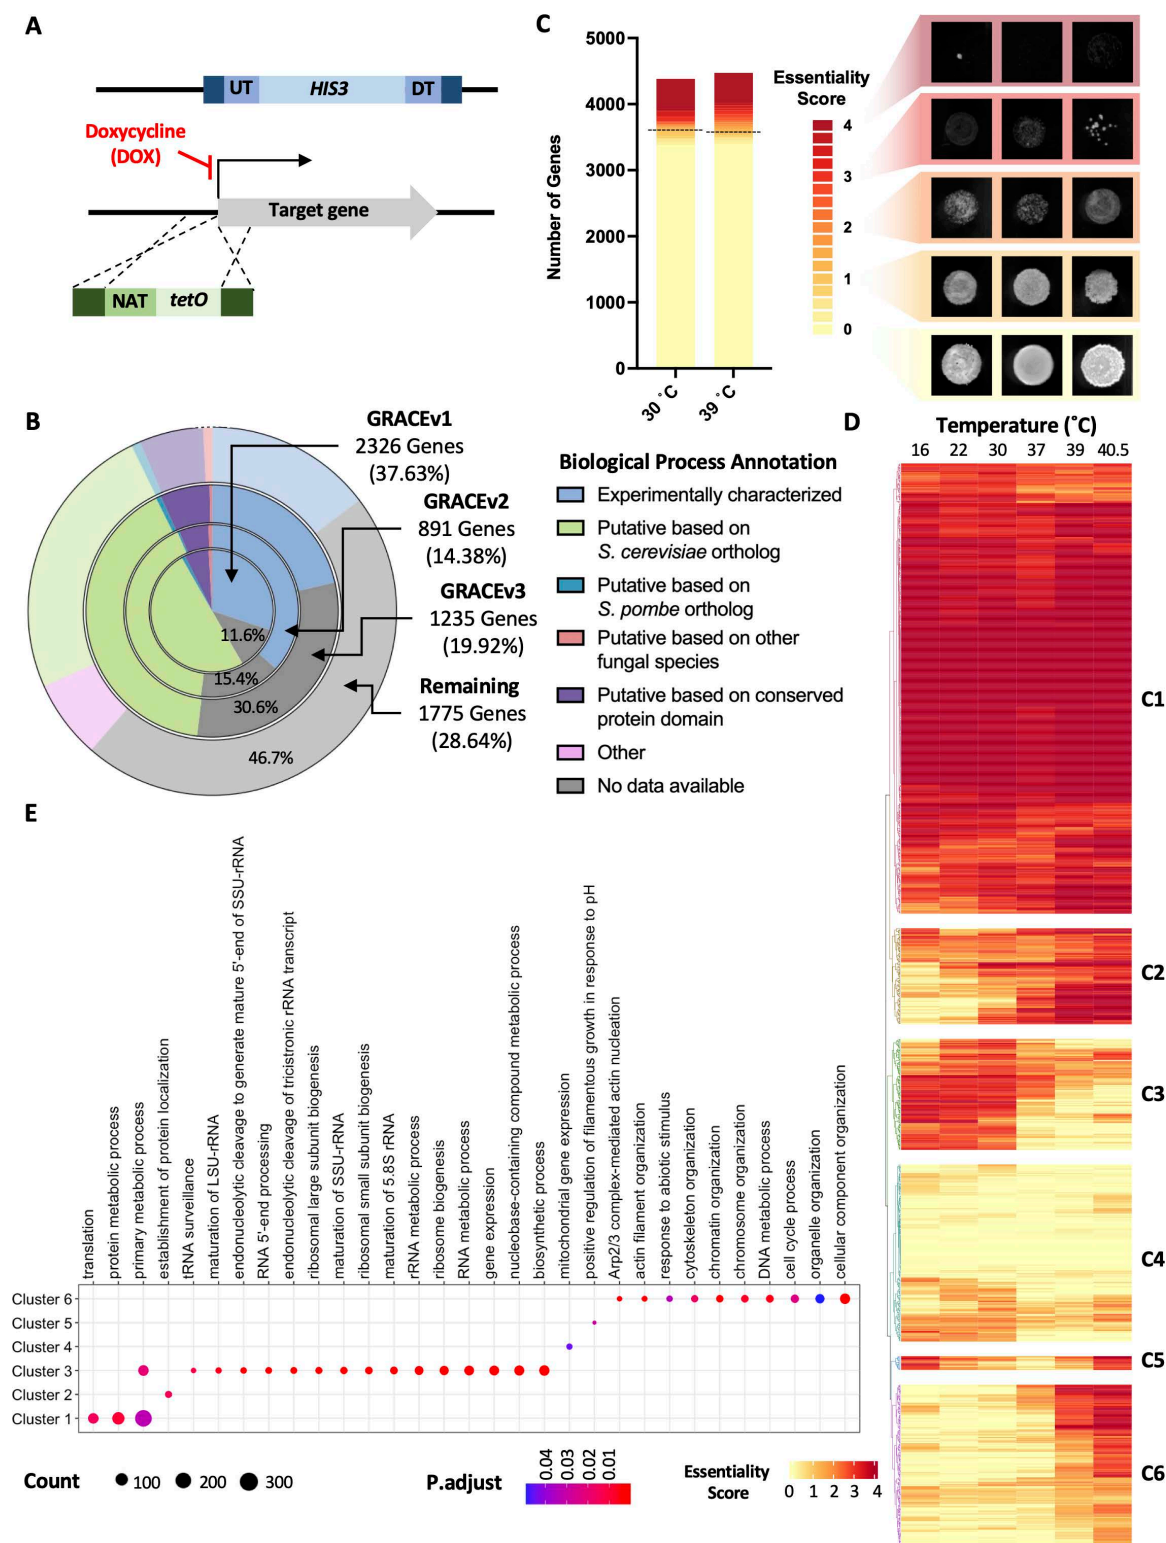 A
UT HIS3 DT
Doxycycline
(DOX)
Target gene
NAT tetO
B
GRACEv1
2326 Genes
(37.63%)
GRACEv2
891 Genes
(14.38%)
GRACEv3
1235 Genes
(19.92%)
Remaining
1775 Genes
(28.64%)
11.6%
15.4%
30.6%
46.7%
Biological Process Annotation
Experimentally characterized
Putative based on
S. cerevisiae ortholog
Putative based on
S. pombe ortholog
Putative based on other
fungal species
Putative based on conserved
protein domain
Other
No data available
C
Number of Genes
5000
4000
3000
2000
1000
0
30 ˚C
39 ˚C
Essentiality
Score
4
3
2
1
0
D
Temperature (˚C)
16 22 30 37 39 40.5
C1
C2
C3
C4
C5
C6
Essentiality
Score
0 1 2 3 4
E
translation
protein metabolic process
primary metabolic process
establishment of protein localization
tRNA surveillance
maturation of LSU-rRNA
endonucleolytic cleavage to generate mature 5'-end of SSU-rRNA
RNA 5'-end processing
endonucleolytic cleavage of tricistronic rRNA transcript
ribosomal large subunit biogenesis
maturation of SSU-rRNA
ribosomal small subunit biogenesis
maturation of 5.8S rRNA
rRNA metabolic process
ribosome biogenesis
RNA metabolic process
gene expression
nucleobase-containing compound metabolic process
biosynthetic process
mitochondrial gene expression
positive regulation of filamentous growth in response to pH
Arp2/3 complex-mediated actin nucleation
actin filament organization
response to abiotic stimulus
cytoskeleton organization
chromatin organization
chromosome organization
DNA metabolic process
cell cycle process
organelle organization
cellular component organization
Cluster 6
Cluster 5
Cluster 4
Cluster 3
Cluster 2
Cluster 1
Count 100 200 300
P.adjust
0.04 0.03 0.02 0.01